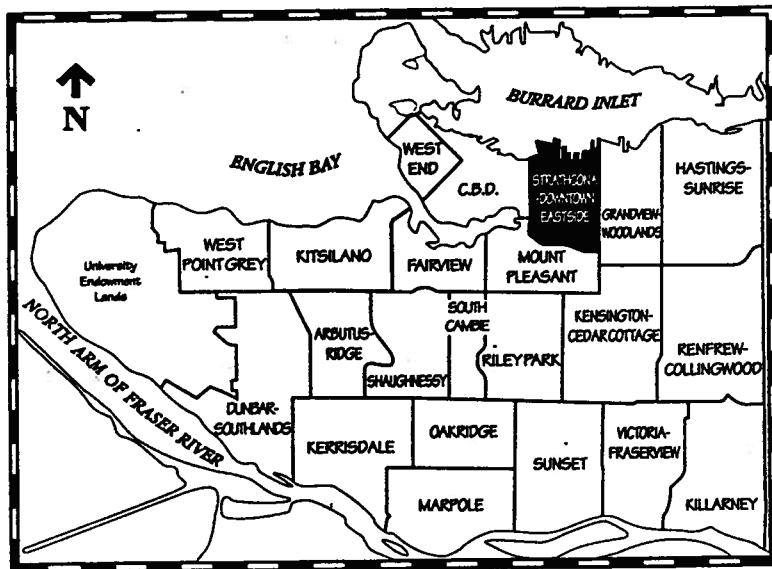 N
BURRARD INLET
ENGLISH BAY
WEST
END
C.B.D.
STRATHCONA
-DOWNTOWN
EASTSIDE
GRANDVIEW-
WOODLANDS
HASTINGS-
SUNRISE
University
Endowment
Lands
WEST
POINT GREY
KITSILANO
FAIRVIEW
MOUNT
PLEASANT
NORTH ARM OF FRASER RIVER
ARBUTUS-
RIDGE
SHAUGHNESSY
SOUTH
CAMBIE
RILEY PARK
KENSINGTON-
CEDAR COTTAGE
RENFREW-
COLLINGWOOD
DUNBAR-
SOUTHLANDS
KERRISDALE
OAKRIDGE
MARPOLE
SUNSET
VICTORIA-
FRASERVIEW
KILLARNEY